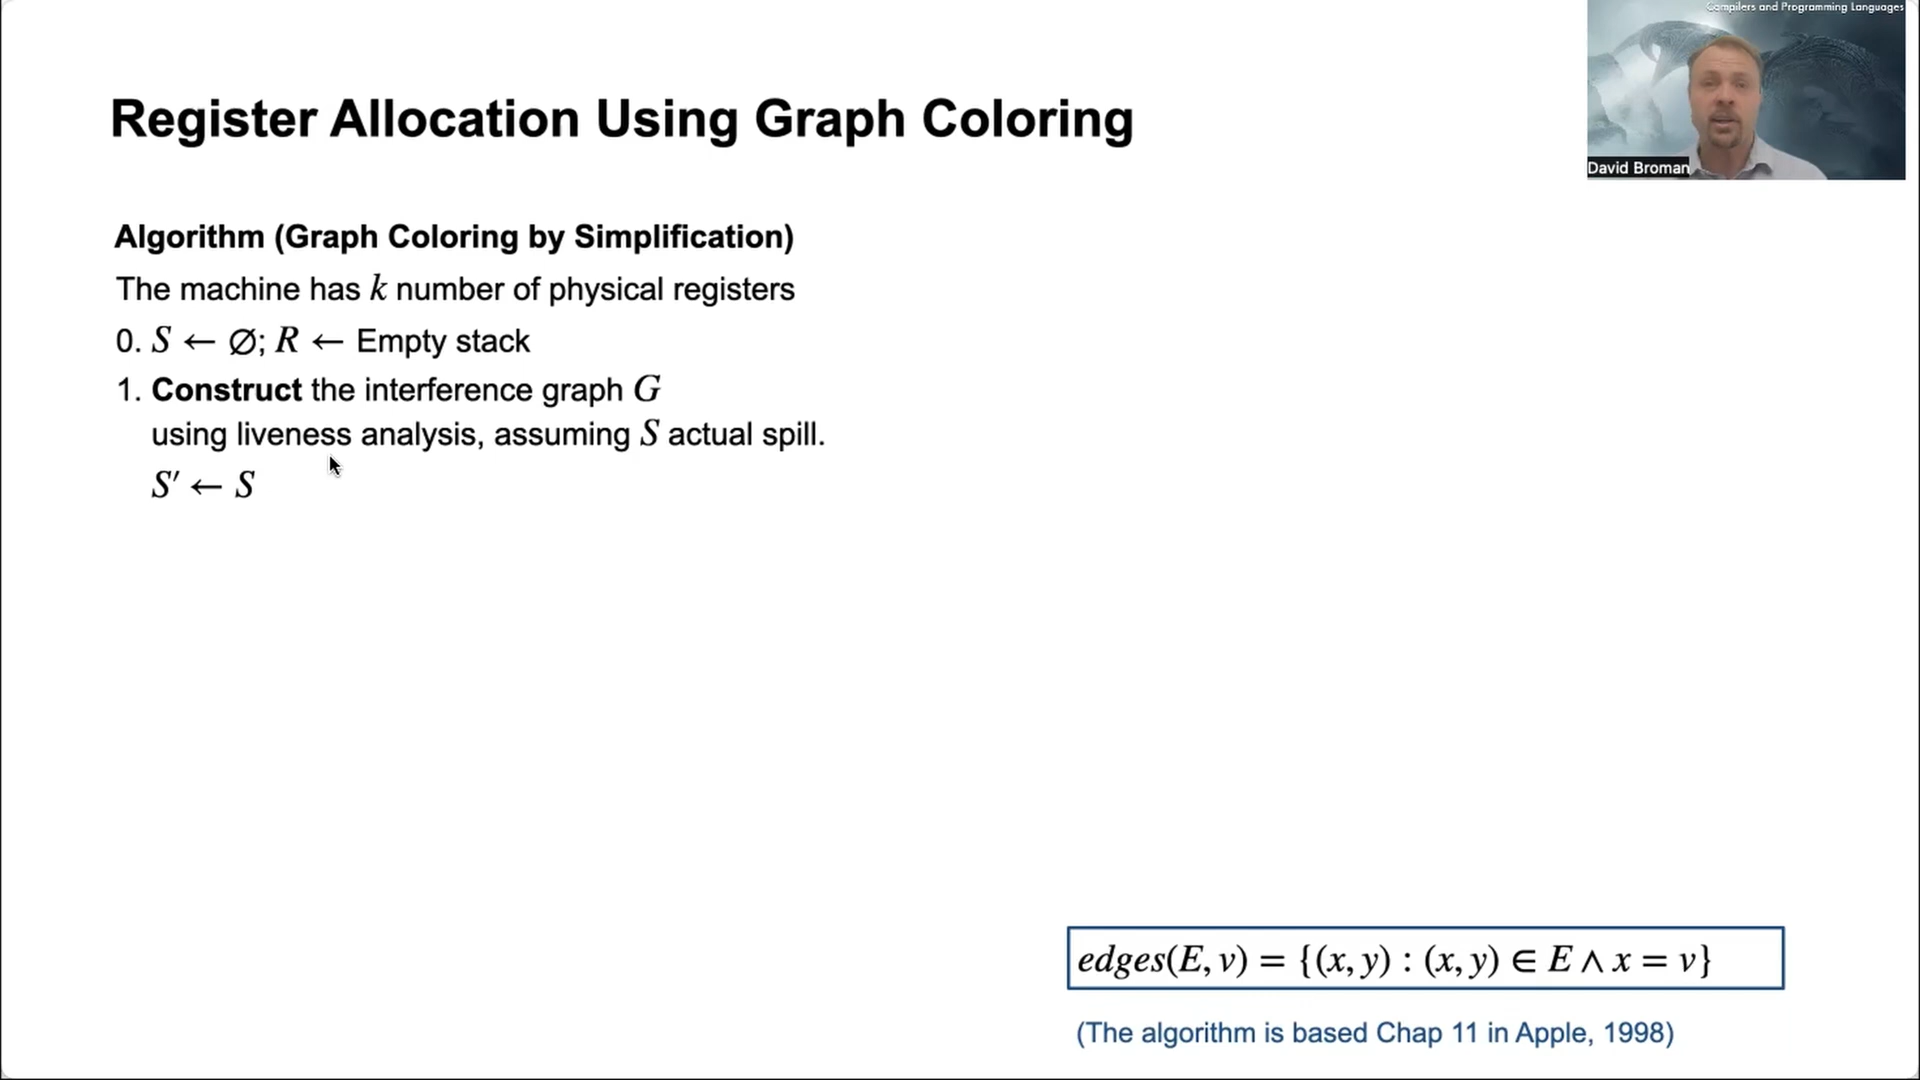 Compilers and Programming Languages
David Broman
Register Allocation Using Graph Coloring
Algorithm (Graph Coloring by Simplification)
The machine has k number of physical registers
0. S ← ∅; R ← Empty stack
1. Construct the interference graph G
using liveness analysis, assuming S actual spill.
S′ ← S
edges(E, v) = {(x, y) : (x, y) ∈ E ∧ x = v}
(The algorithm is based Chap 11 in Apple, 1998)